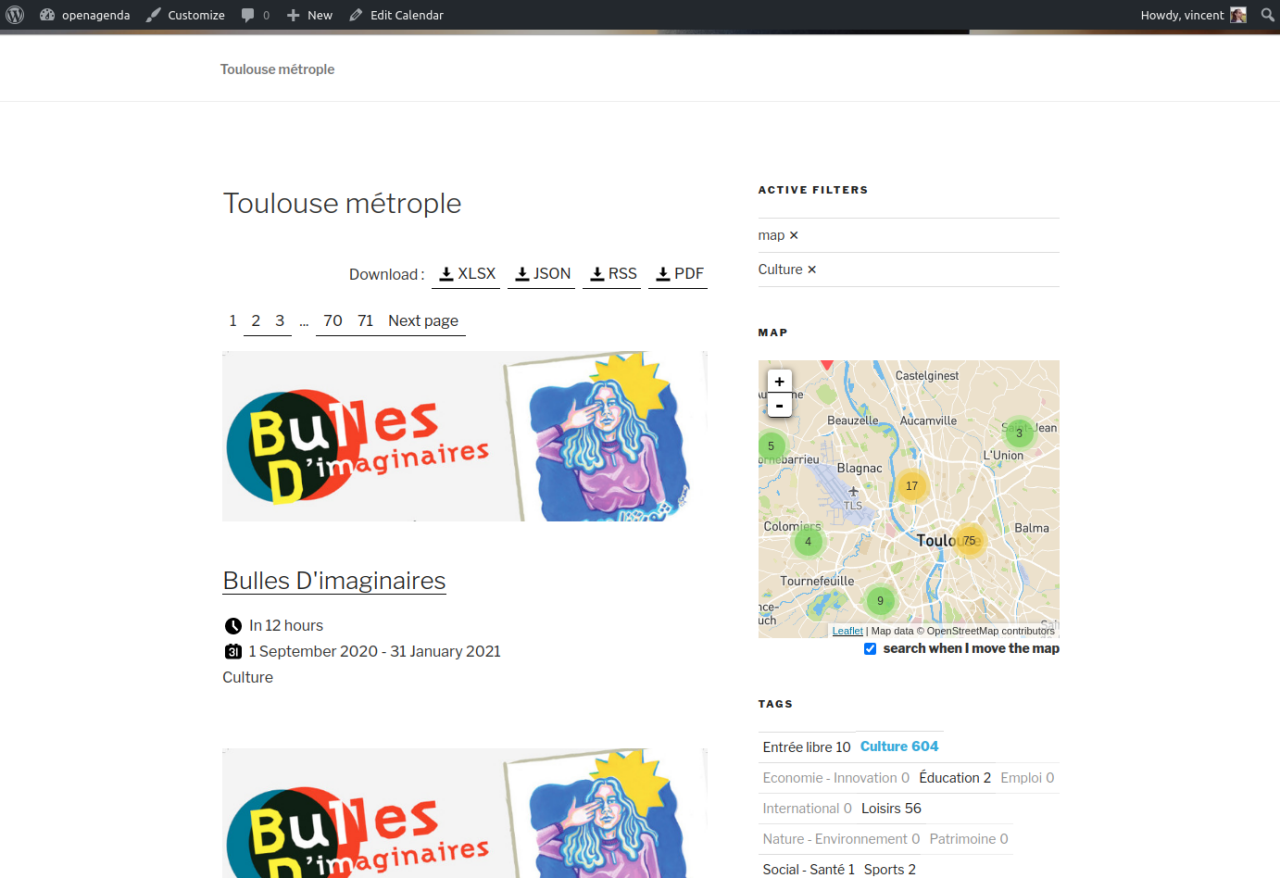 openagenda Customize 0 New Edit Calendar Howdy, vincent
Toulouse métrople
Toulouse métrople
Download : XLSX JSON RSS PDF
1 2 3 ... 70 71 Next page
Bulles
D'imaginaires
Bulles D'imaginaires
In 12 hours
31 1 September 2020 - 31 January 2021
Culture
Bulles
D'imaginaires
ACTIVE FILTERS
map ×
Culture ×
MAP
+
-
Castelginest
Beauzelle
Aucamville
3
5
L'Union
Blagnac
17
TLS
Colomiers
Balma
4
Toulouse
75
Tournefeuille
9
Leaflet | Map data © OpenStreetMap contributors
search when I move the map
TAGS
Entrée libre 10 Culture 604
Economie - Innovation 0 Éducation 2 Emploi 0
International 0 Loisirs 56
Nature - Environnement 0 Patrimoine 0
Social - Santé 1 Sports 2